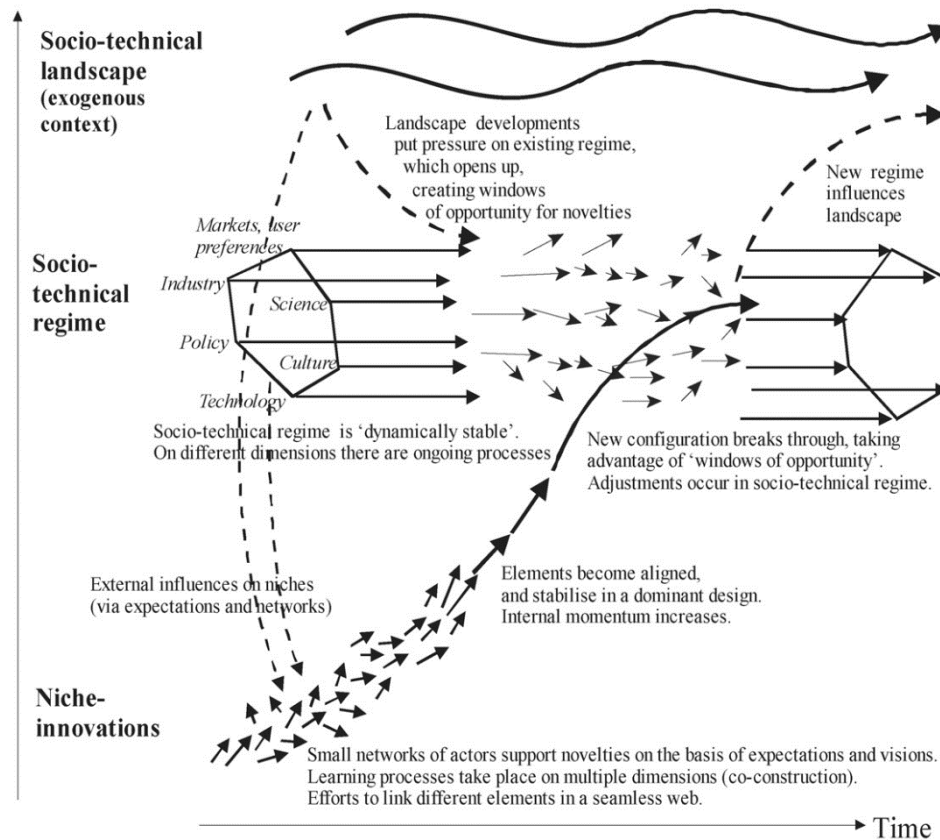 Socio-technical
landscape
(exogenous
context)
Landscape developments
put pressure on existing regime,
which opens up,
creating windows
of opportunity for novelties
New regime
influences
landscape
Socio-
technical
regime
Markets, user
preferences
Industry
Science
Policy
Culture
Technology
Socio-technical regime is ‘dynamically stable’.
On different dimensions there are ongoing processes
New configuration breaks through, taking
advantage of ‘windows of opportunity’.
Adjustments occur in socio-technical regime.
External influences on niches
(via expectations and networks)
Elements become aligned,
and stabilise in a dominant design.
Internal momentum increases.
Niche-
innovations
Small networks of actors support novelties on the basis of expectations and visions.
Learning processes take place on multiple dimensions (co-construction).
Efforts to link different elements in a seamless web.
Time